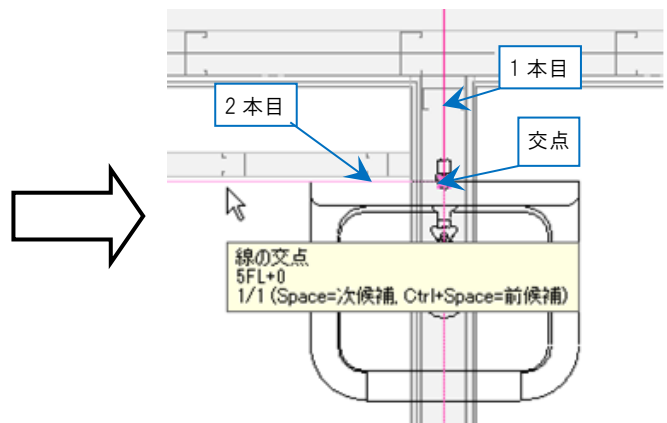 1本目
2本目
交点
線の交点
5FL+0
1/1 (Space=次候補, Ctrl+Space=前候補)